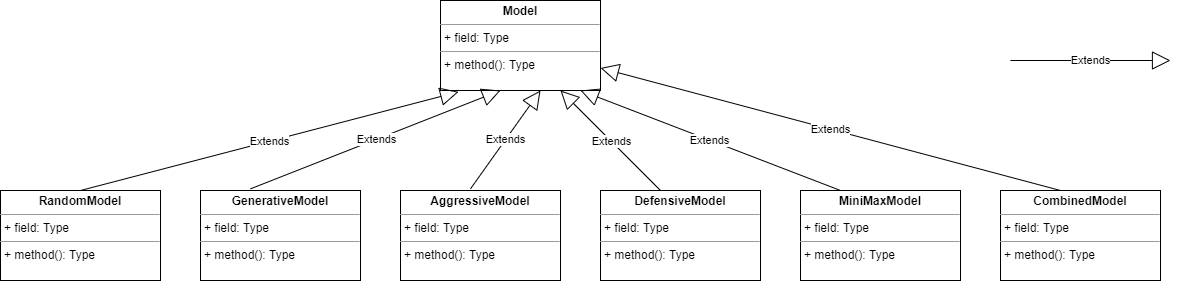 Model
+ field: Type
+ method(): Type
Extends
Extends
Extends
Extends
Extends
Extends
Extends
RandomModel
+ field: Type
+ method(): Type
GenerativeModel
+ field: Type
+ method(): Type
AggressiveModel
+ field: Type
+ method(): Type
DefensiveModel
+ field: Type
+ method(): Type
MiniMaxModel
+ field: Type
+ method(): Type
CombinedModel
+ field: Type
+ method(): Type